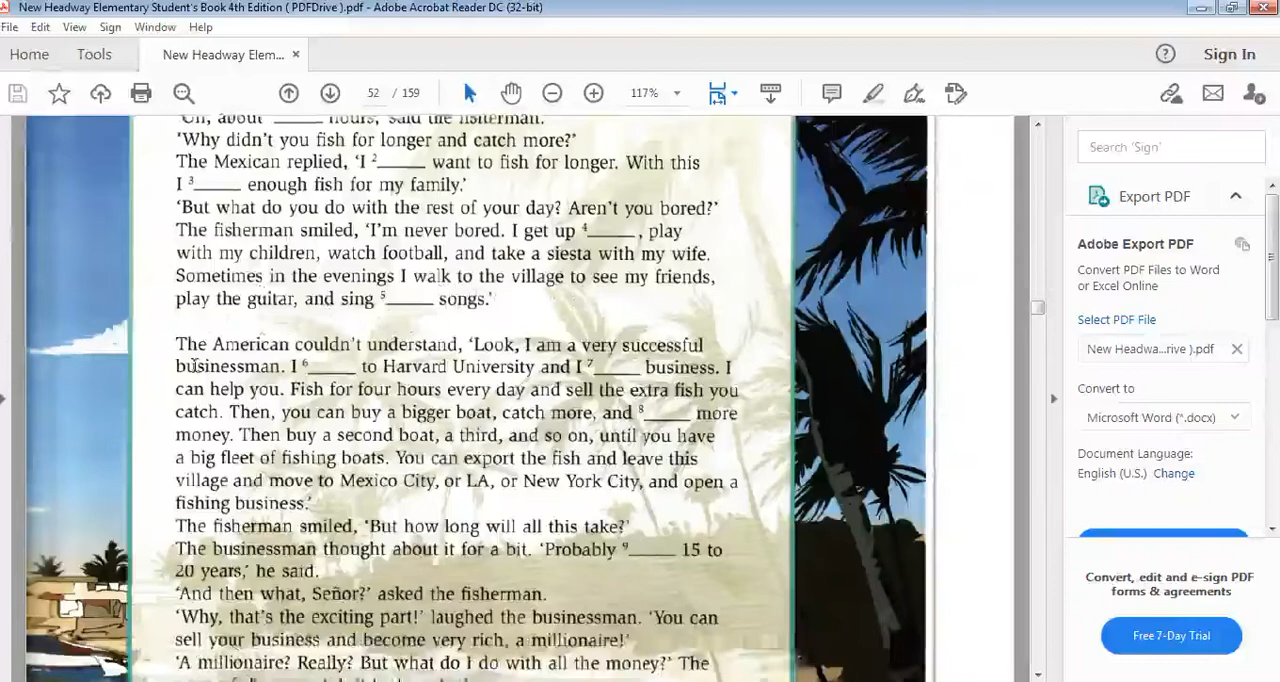 New Headway Elementary Student's Book 4th Edition ( PDFDrive ).pdf - Adobe Acrobat Reader DC (32-bit)
File Edit View Sign Window Help
Home Tools New Headway Elem... × Sign In
52 / 159 117%
'Oh, about _____ hours,' said the fisherman.
'Why didn't you fish for longer and catch more?'
The Mexican replied, 'I ²_____ want to fish for longer. With this
I ³_____ enough fish for my family.'
'But what do you do with the rest of your day? Aren't you bored?'
The fisherman smiled, 'I'm never bored. I get up ⁴_____, play
with my children, watch football, and take a siesta with my wife.
Sometimes in the evenings I walk to the village to see my friends,
play the guitar, and sing ⁵_____ songs.'
The American couldn't understand, 'Look, I am a very successful
businessman. I ⁶_____ to Harvard University and I ⁷_____ business. I
can help you. Fish for four hours every day and sell the extra fish you
catch. Then, you can buy a bigger boat, catch more, and ⁸_____ more
money. Then buy a second boat, a third, and so on, until you have
a big fleet of fishing boats. You can export the fish and leave this
village and move to Mexico City, or LA, or New York City, and open a
fishing business.'
The fisherman smiled, 'But how long will all this take?'
The businessman thought about it for a bit. 'Probably ⁹_____ 15 to
20 years,' he said.
'And then what, Señor?' asked the fisherman.
'Why, that's the exciting part!' laughed the businessman. 'You can
sell your business and become very rich, a millionaire!'
'A millionaire? Really? But what do I do with all the money?' The
Search 'Sign'
Export PDF
Adobe Export PDF
Convert PDF Files to Word
or Excel Online
Select PDF File
New Headwa...rive ).pdf ×
Convert to
Microsoft Word (*.docx)
Document Language:
English (U.S.) Change
Convert, edit and e-sign PDF
forms & agreements
Free 7-Day Trial